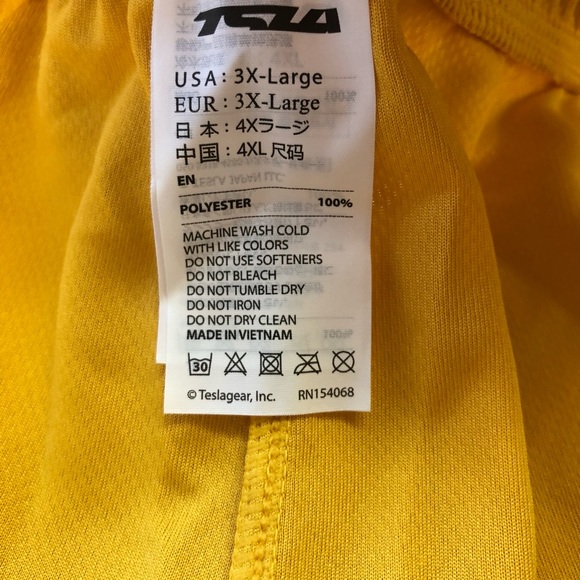 TSLA
USA: 3X-Large
EUR: 3X-Large
日本: 4Xラージ
中国: 4XL 尺码
EN
POLYESTER 100%
MACHINE WASH COLD
WITH LIKE COLORS
DO NOT USE SOFTENERS
DO NOT BLEACH
DO NOT TUMBLE DRY
DO NOT IRON
DO NOT DRY CLEAN
MADE IN VIETNAM
30
© Teslagear, Inc. RN154068